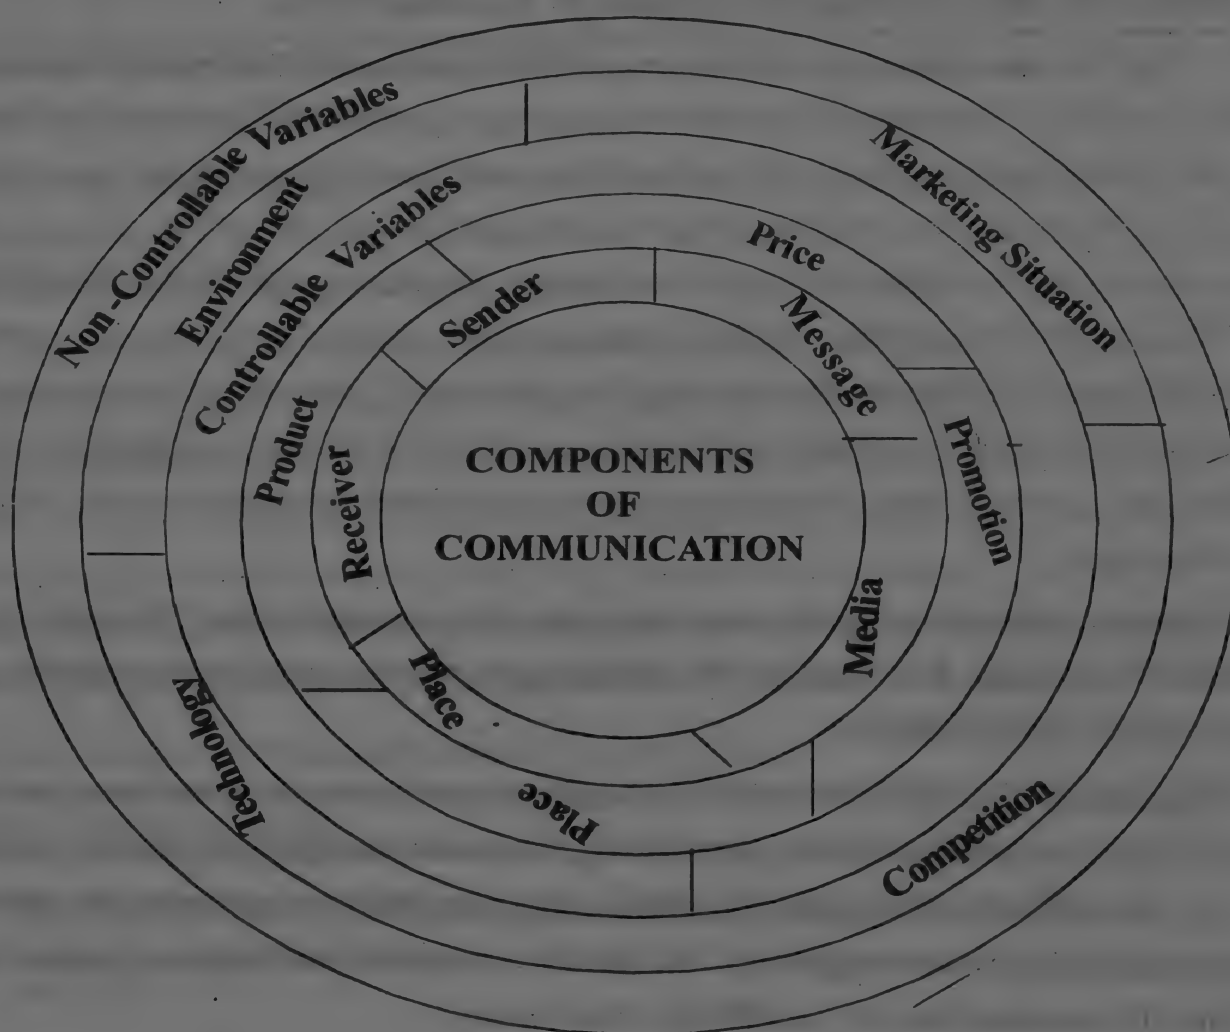 Non-Controllable Variables
Environment
Marketing Situation
Competition
Technology
Controllable Variables
Product
Price
Promotion
Place
Sender
Message
Media
Place
Receiver
COMPONENTS
OF
COMMUNICATION